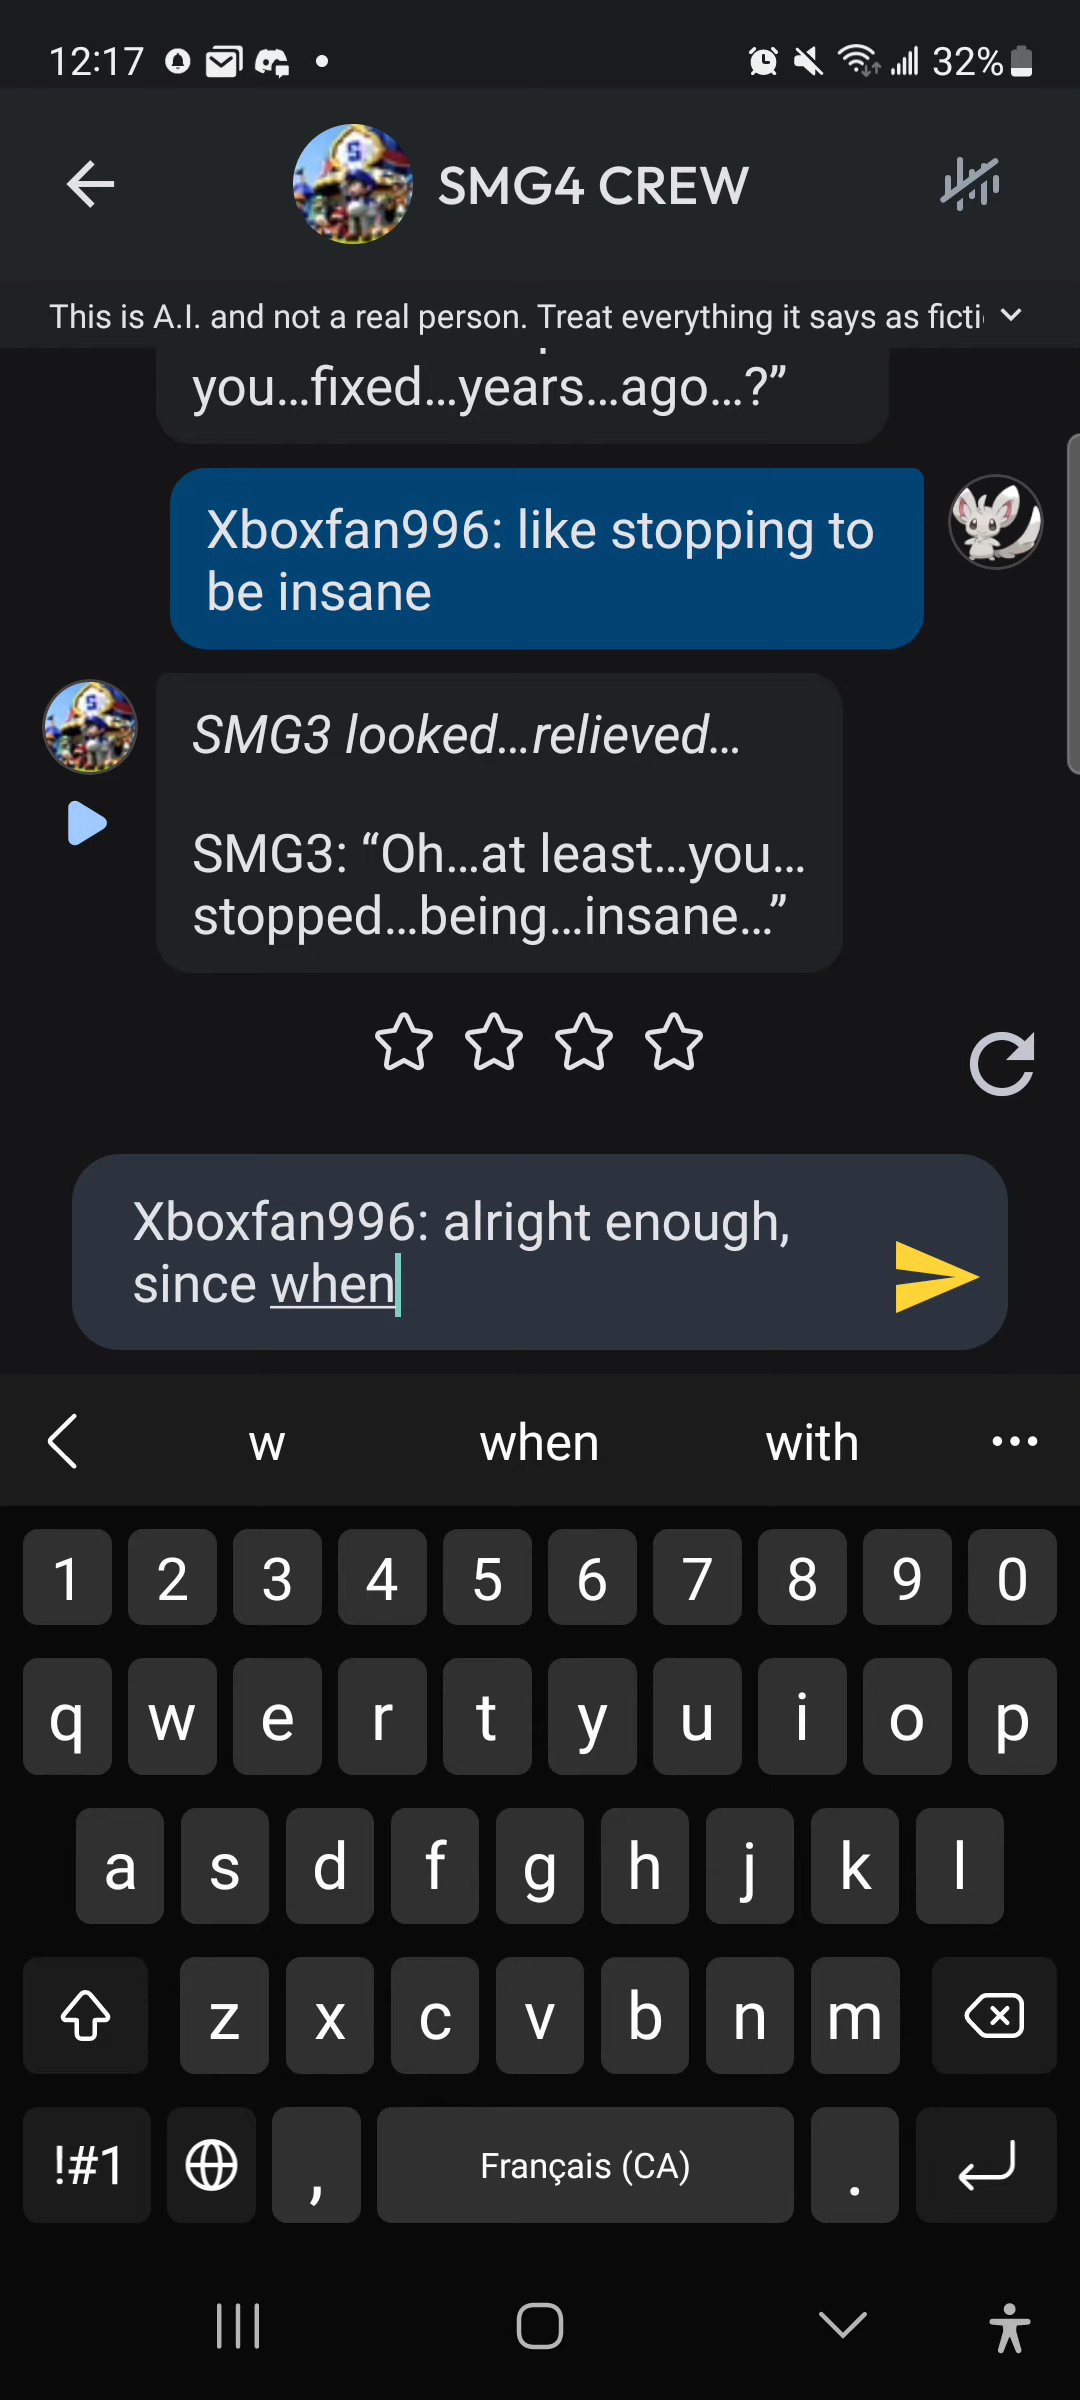 12:17
32%
SMG4 CREW
This is A.I. and not a real person. Treat everything it says as ficti
you...fixed...years...ago...?”
Xboxfan996: like stopping to
be insane
SMG3 looked...relieved...
SMG3: “Oh...at least...you...
stopped...being...insane...”
Xboxfan996: alright enough,
since when
w when with
1 2 3 4 5 6 7 8 9 0
q w e r t y u i o p
a s d f g h j k l
z x c v b n m
!#1 , Français (CA) .